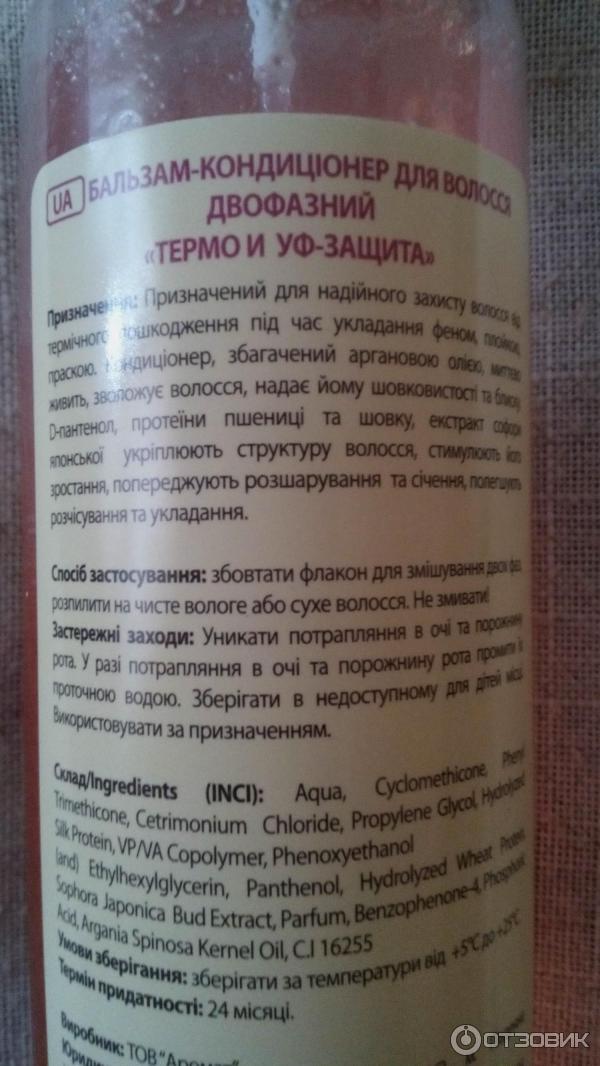 UA БАЛЬЗАМ-КОНДИЦІОНЕР ДЛЯ ВОЛОССЯ
ДВОФАЗНИЙ
«ТЕРМО И УФ-ЗАЩИТА»
Призначення: Призначений для надійного захисту волосся від
термічного пошкодження під час укладання феном, плойкою,
праскою. Кондиціонер, збагачений аргановою олією, миттєво
живить, зволожує волосся, надає йому шовковистості та блиску.
D-пантенол, протеїни пшениці та шовку, екстракт софори
японської укріплюють структуру волосся, стимулюють його
зростання, попереджують розшарування та січення, полегшують
розчісування та укладання.
Спосіб застосування: збовтати флакон для змішування двох фаз,
розпилити на чисте вологе або сухе волосся. Не змивати!
Застережні заходи: Уникати потрапляння в очі та порожнину
рота. У разі потрапляння в очі та порожнину рота промити їх
проточною водою. Зберігати в недоступному для дітей місці.
Використовувати за призначенням.
Склад/Ingredients (INCI): Aqua, Cyclomethicone, Phenyl
Trimethicone, Cetrimonium Chloride, Propylene Glycol, Hydrolyzed
Silk Protein, VP/VA Copolymer, Phenoxyethanol
(and) Ethylhexylglycerin, Panthenol, Hydrolyzed Wheat Protein,
Sophora Japonica Bud Extract, Parfum, Benzophenone-4, Phosphoric
Acid, Argania Spinosa Kernel Oil, C.I 16255
Умови зберігання: зберігати за температури від +5°C до +25°C
Термін придатності: 24 місяці.
Виробник: ТОВ "Аромат"
ОТЗОВИК